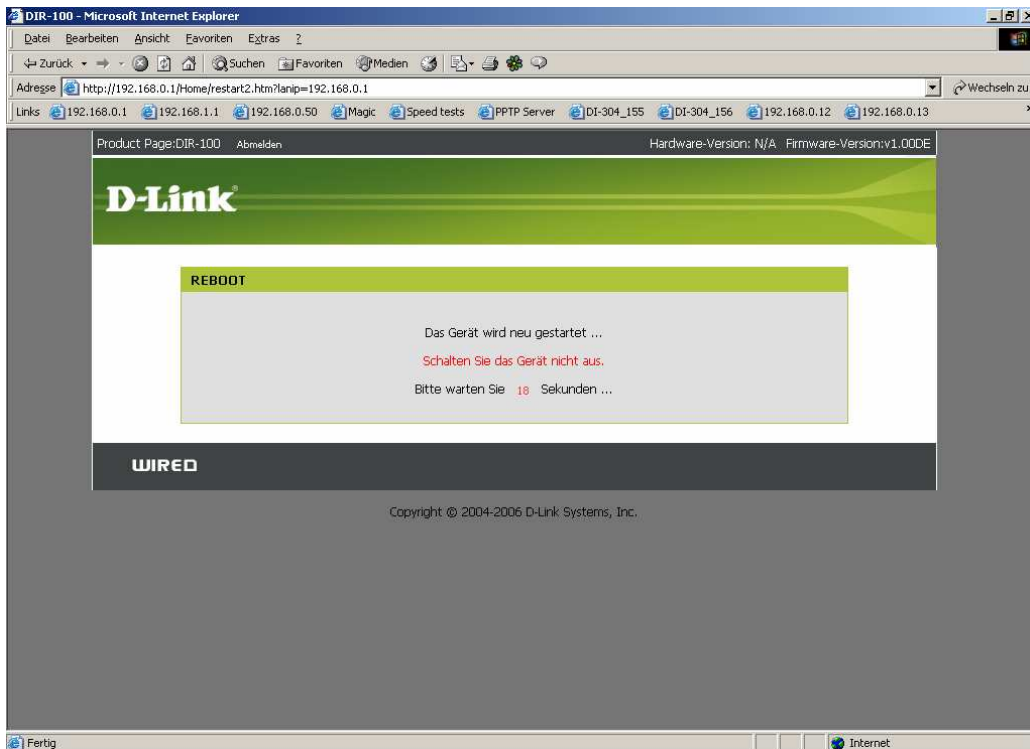 DIR-100 - Microsoft Internet Explorer
Datei Bearbeiten Ansicht Favoriten Extras ?
Zurück Suchen Favoriten Medien
Adresse http://192.168.0.1/Home/restart2.htm?lanip=192.168.0.1 Wechseln zu
Links 192.168.0.1 192.168.1.1 192.168.0.50 Magic Speed tests PPTP Server DI-304_155 DI-304_156 192.168.0.12 192.168.0.13
Product Page:DIR-100 Abmelden Hardware-Version: N/A Firmware-Version:v1.00DE
D-Link®
REBOOT
Das Gerät wird neu gestartet ...
Schalten Sie das Gerät nicht aus.
Bitte warten Sie 18 Sekunden ...
WIRED
Copyright © 2004-2006 D-Link Systems, Inc.
Fertig Internet